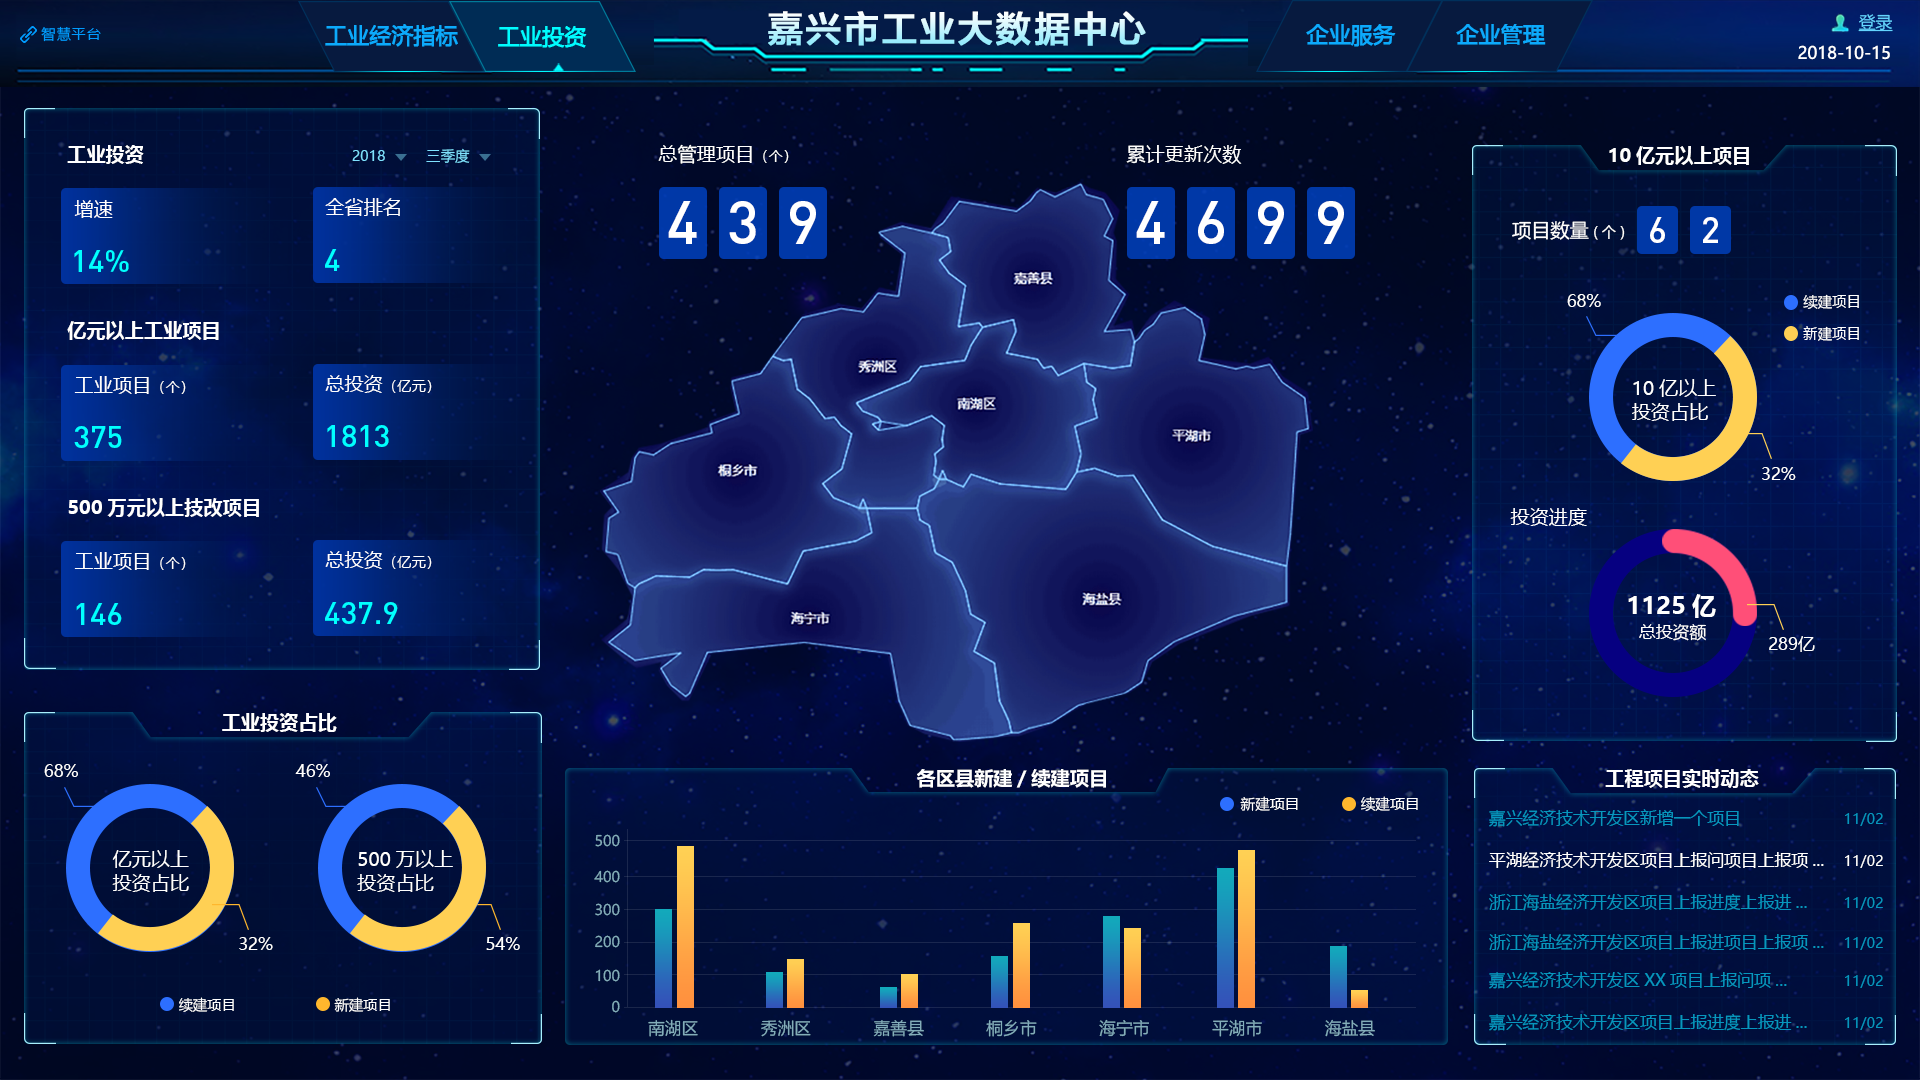 智慧平台
工业经济指标
工业投资
嘉兴市工业大数据中心
企业服务
企业管理
登录
2018-10-15
工业投资
2018
三季度
增速
14%
全省排名
4
亿元以上工业项目
工业项目（个）
375
总投资（亿元）
1813
500 万元以上技改项目
工业项目（个）
146
总投资（亿元）
437.9
工业投资占比
68%
亿元以上
投资占比
32%
46%
500 万以上
投资占比
54%
续建项目
新建项目
总管理项目（个）
439
累计更新次数
4699
嘉善县
秀洲区
南湖区
平湖市
桐乡市
海盐县
海宁市
各区县新建 / 续建项目
新建项目
续建项目
500
400
300
200
100
0
南湖区
秀洲区
嘉善县
桐乡市
海宁市
平湖市
海盐县
10 亿元以上项目
项目数量（个）
62
续建项目
新建项目
68%
10 亿以上
投资占比
32%
投资进度
1125 亿
总投资额
289亿
工程项目实时动态
嘉兴经济技术开发区新增一个项目 11/02
平湖经济技术开发区项目上报问项目上报项 ... 11/02
浙江海盐经济开发区项目上报进度上报进 ... 11/02
浙江海盐经济开发区项目上报进项目上报项 ... 11/02
嘉兴经济技术开发区 XX 项目上报问项 ... 11/02
嘉兴经济技术开发区项目上报进度上报进 ... 11/02